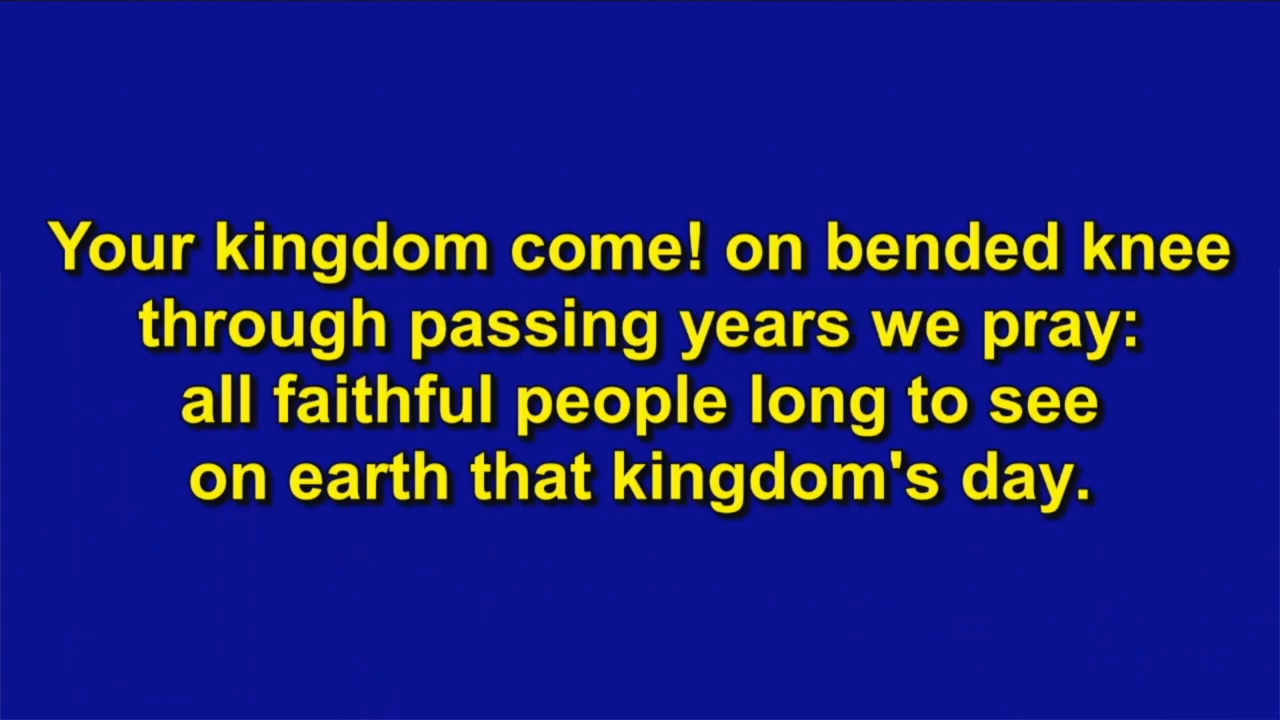 Your kingdom come! on bended knee
through passing years we pray:
all faithful people long to see
on earth that kingdom's day.